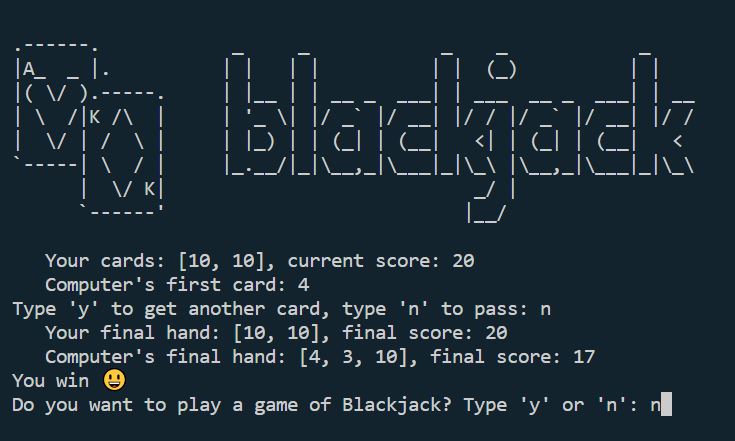 blackjack
A
K
K
Your cards: [10, 10], current score: 20
Computer's first card: 4
Type 'y' to get another card, type 'n' to pass: n
Your final hand: [10, 10], final score: 20
Computer's final hand: [4, 3, 10], final score: 17
You win 😃
Do you want to play a game of Blackjack? Type 'y' or 'n': n